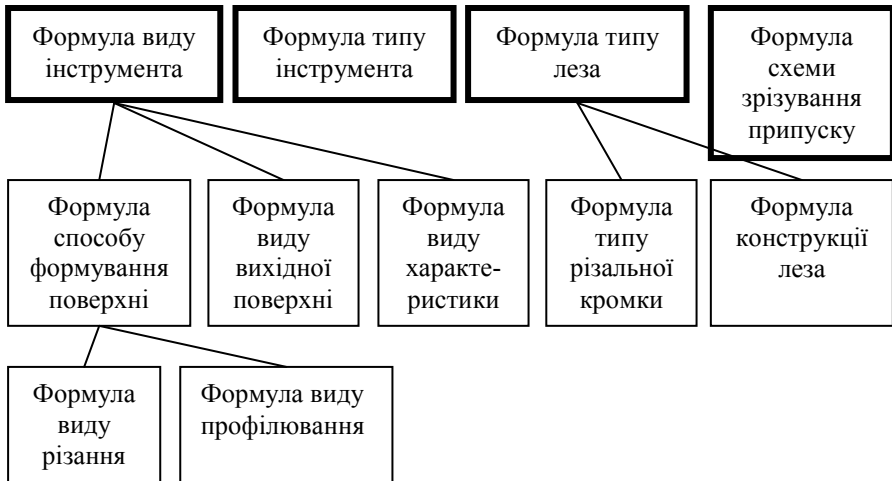 Формула виду
інструмента
Формула типу
інструмента
Формула типу
леза
Формула
схеми
зрізування
припуску
Формула
способу
формування
поверхні
Формула
виду
вихідної
поверхні
Формула
виду
характе-
ристики
Формула
типу
різальної
кромки
Формула
конструкції
леза
Формула
виду
різання
Формула виду
профілювання